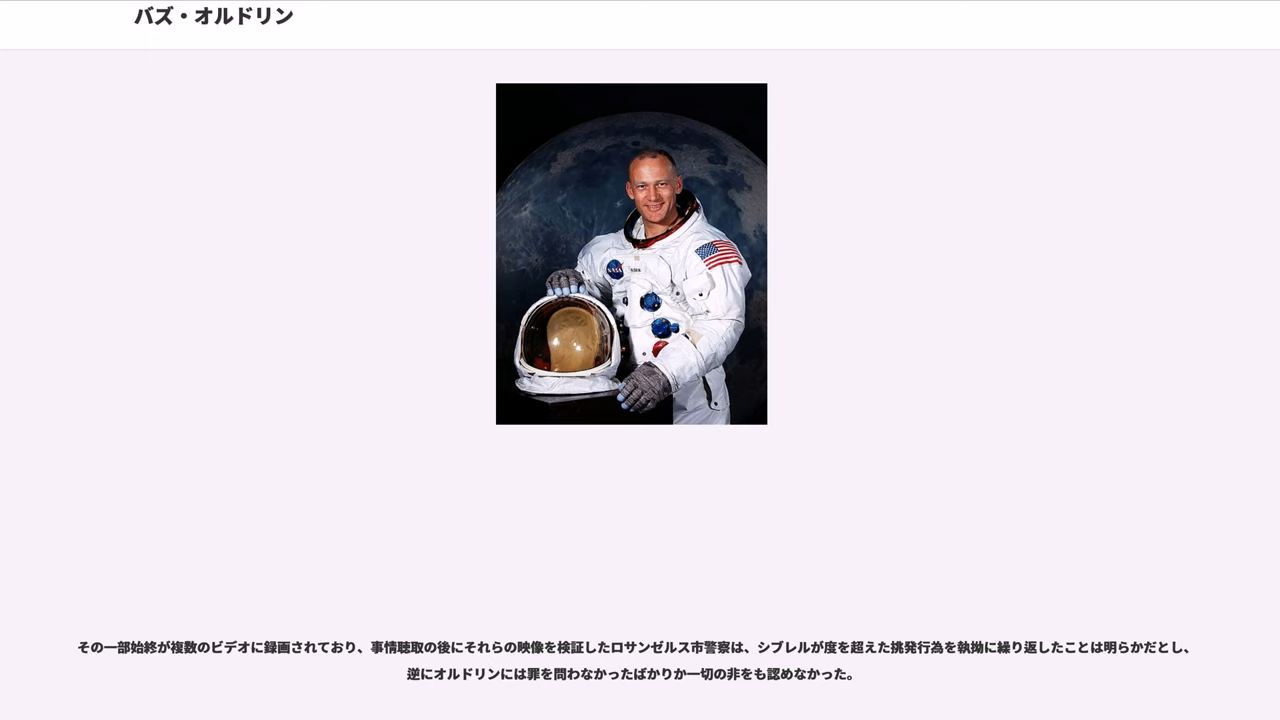 バズ・オルドリン
NASA
その一部始終が複数のビデオに録画されており、事情聴取の後にそれらの映像を検証したロサンゼルス市警察は、シブレルが度を超えた挑発行為を執拗に繰り返したことは明らかだとし、
逆にオルドリンには罪を問わなかったばかりか一切の非をも認めなかった。